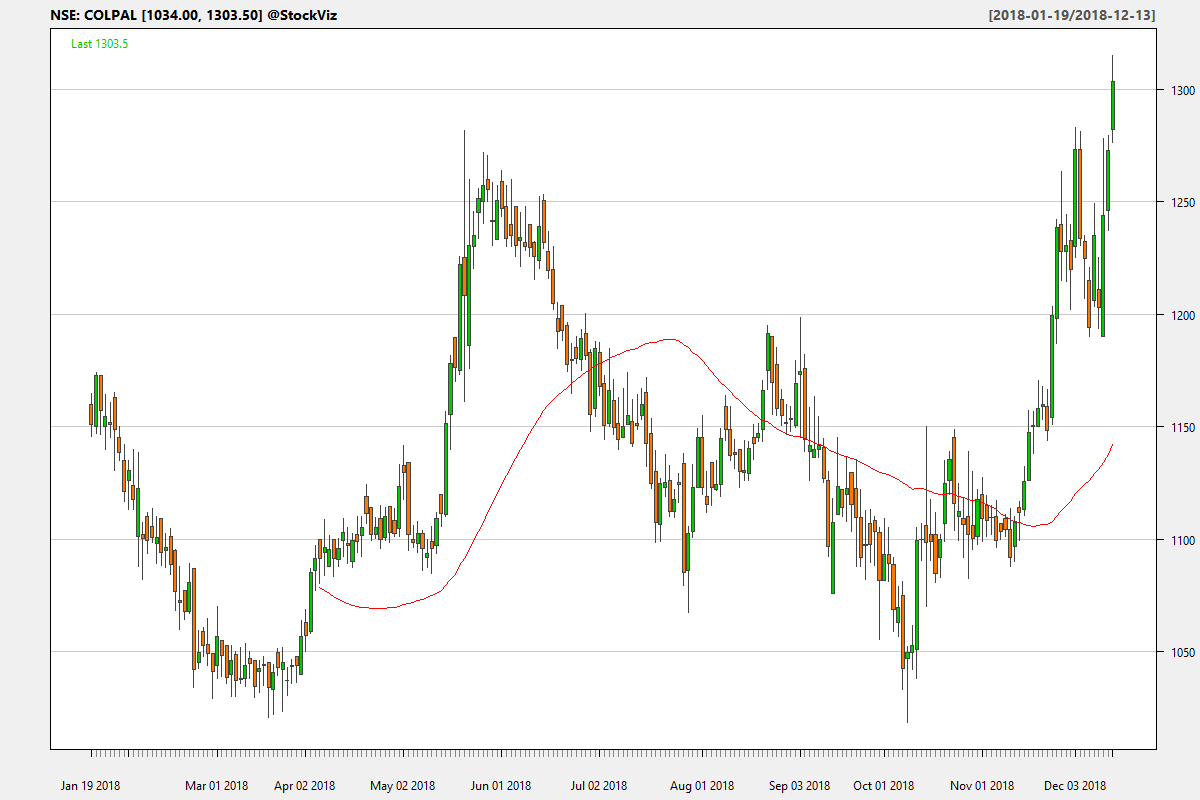 NSE: COLPAL [1034.00, 1303.50] @StockViz
[2018-01-19/2018-12-13]
Last 1303.5
1300
1250
1200
1150
1100
1050
Jan 19 2018 Mar 01 2018 Apr 02 2018 May 02 2018 Jun 01 2018 Jul 02 2018 Aug 01 2018 Sep 03 2018 Oct 01 2018 Nov 01 2018 Dec 03 2018